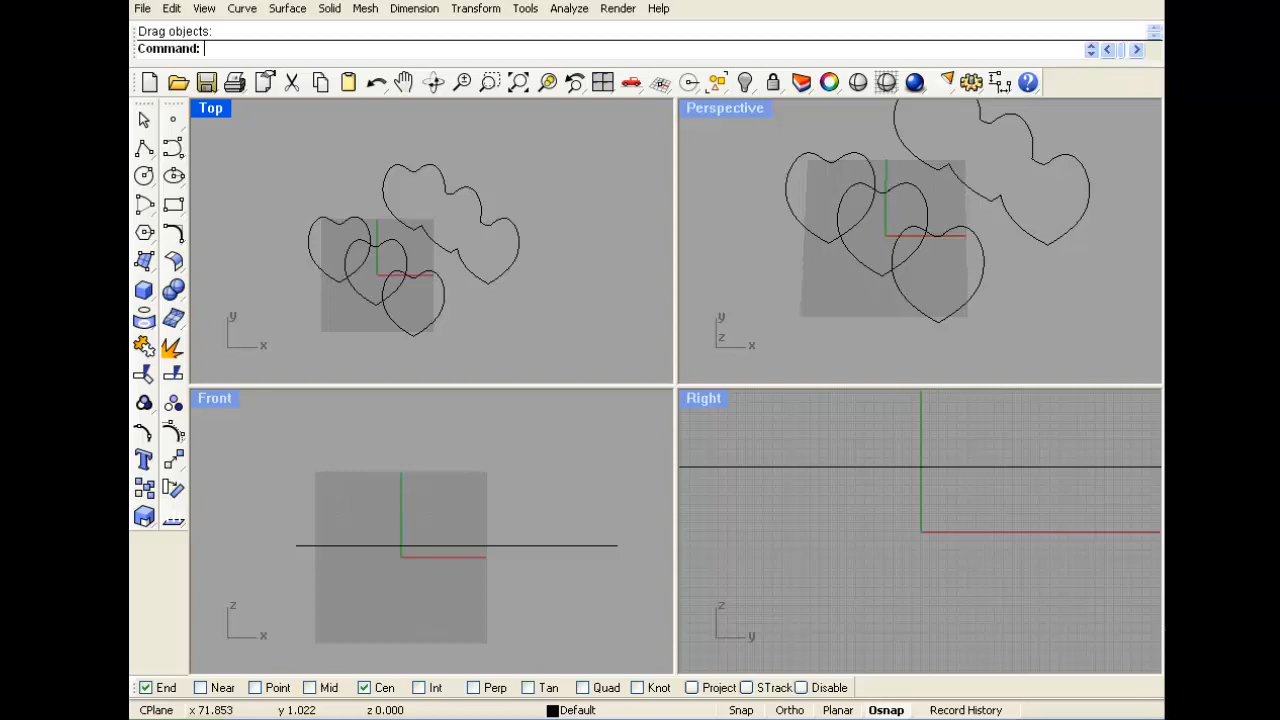 File Edit View Curve Surface Solid Mesh Dimension Transform Tools Analyze Render Help
Drag objects:
Command:
Top
Perspective
y
x
y
z
x
Front
Right
z
x
z
y
End Near Point Mid Cen Int Perp Tan Quad Knot Project STrack Disable
CPlane x 71.853 y 1.022 z 0.000 Default Snap Ortho Planar Osnap Record History